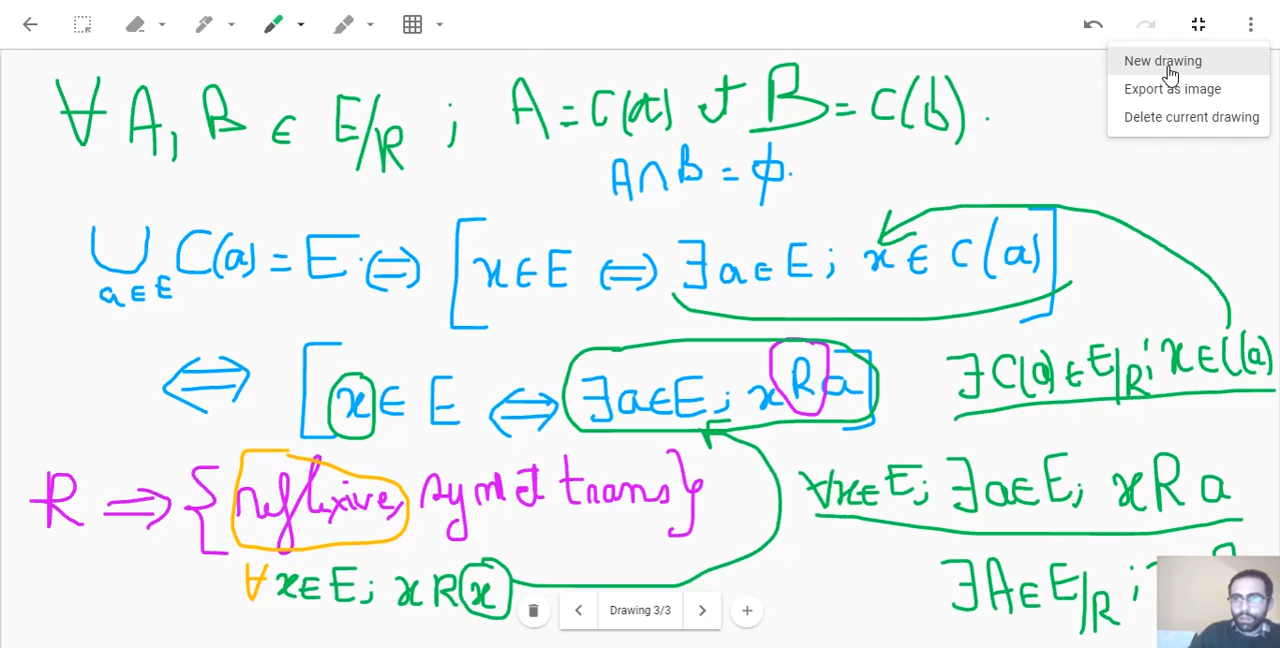 New drawing
Export as image
Delete current drawing
∀ A, B ∈ E/R ; A = C(a) et B = C(b).
A ∩ B = ϕ.
⋃ C(a) = E ⇔ [x ∈ E ⇔ ∃ a ∈ E ; x ∈ C(a)]
a ∈ E
∃ C(a) ∈ E/R ; x ∈ C(a)
⇔ [x ∈ E ⇔ ∃ a ∈ E ; x R a]
R ⇒ {reflexive, symet trans}
∀x ∈ E ; ∃ a ∈ E ; x R a
∀ x ∈ E ; x R x
∃ A ∈ E/R ;
Drawing 3/3